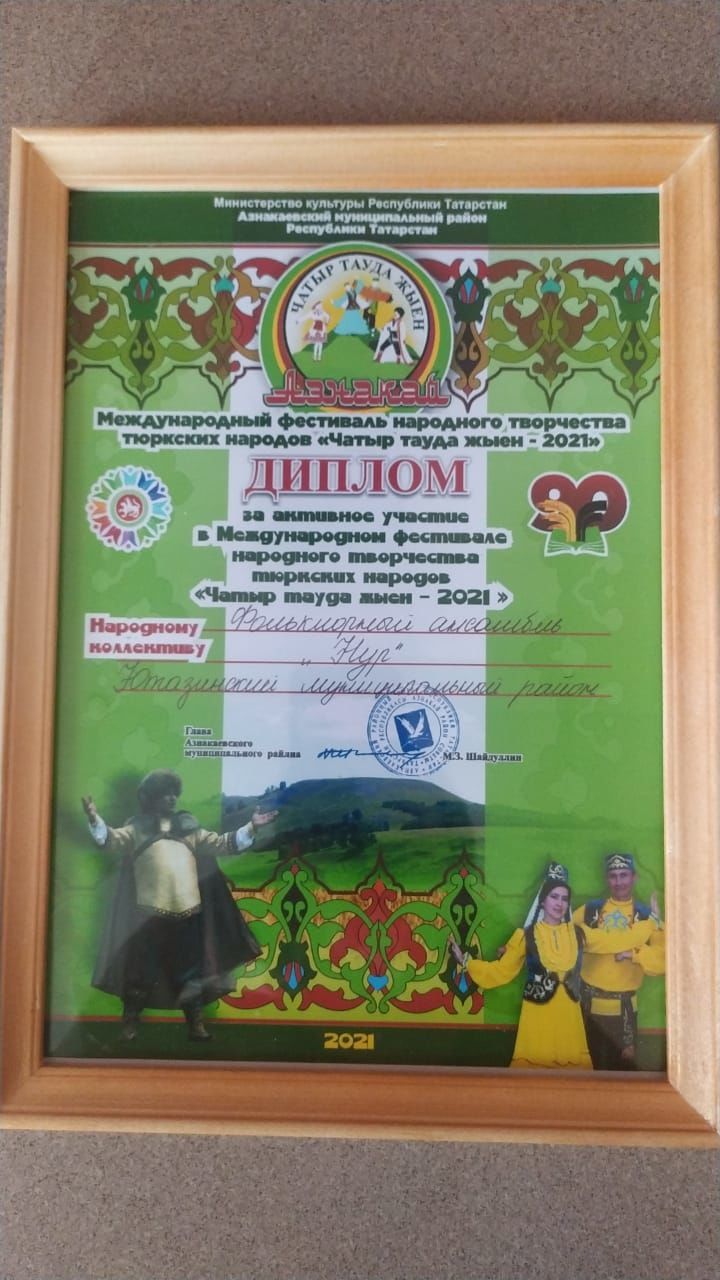 Министерство культуры Республики Татарстан
Азнакаевский муниципальный район
Республики Татарстан
ЧАТЫР ТАУДА ЖЫЕН
Азнакай
Международный фестиваль народного творчества
тюркских народов «Чатыр тауда жыен - 2021»
ДИПЛОМ
за активное участие
в Международном фестивале
народного творчества
тюркских народов
«Чатыр тауда жыен – 2021 »
Народному Фольклорный ансамбль
коллективу "Нур"
Ютазинский муниципальный район
Глава
Азнакаевского
муниципального района
М.З. Шайдуллин
2021